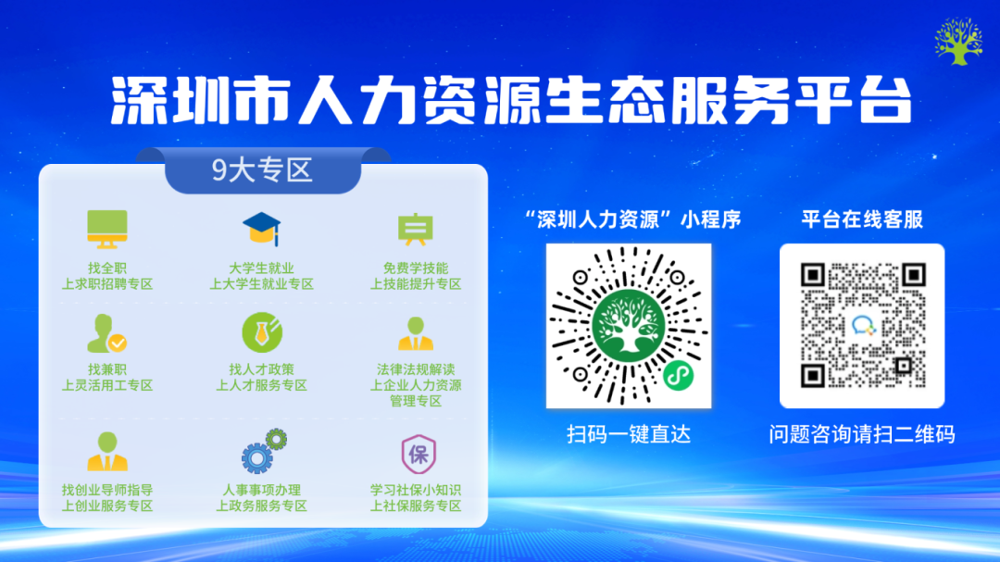 深圳市人力资源生态服务平台
9大专区
找全职
上求职招聘专区
大学生就业
上大学生就业专区
免费学技能
上技能提升专区
找兼职
上灵活用工专区
找人才政策
上人才服务专区
法律法规解读
上企业人力资源
管理专区
找创业导师指导
上创业服务专区
人事事项办理
上政务服务专区
保
学习社保小知识
上社保服务专区
“深圳人力资源”小程序
扫码一键直达
平台在线客服
问题咨询请扫二维码